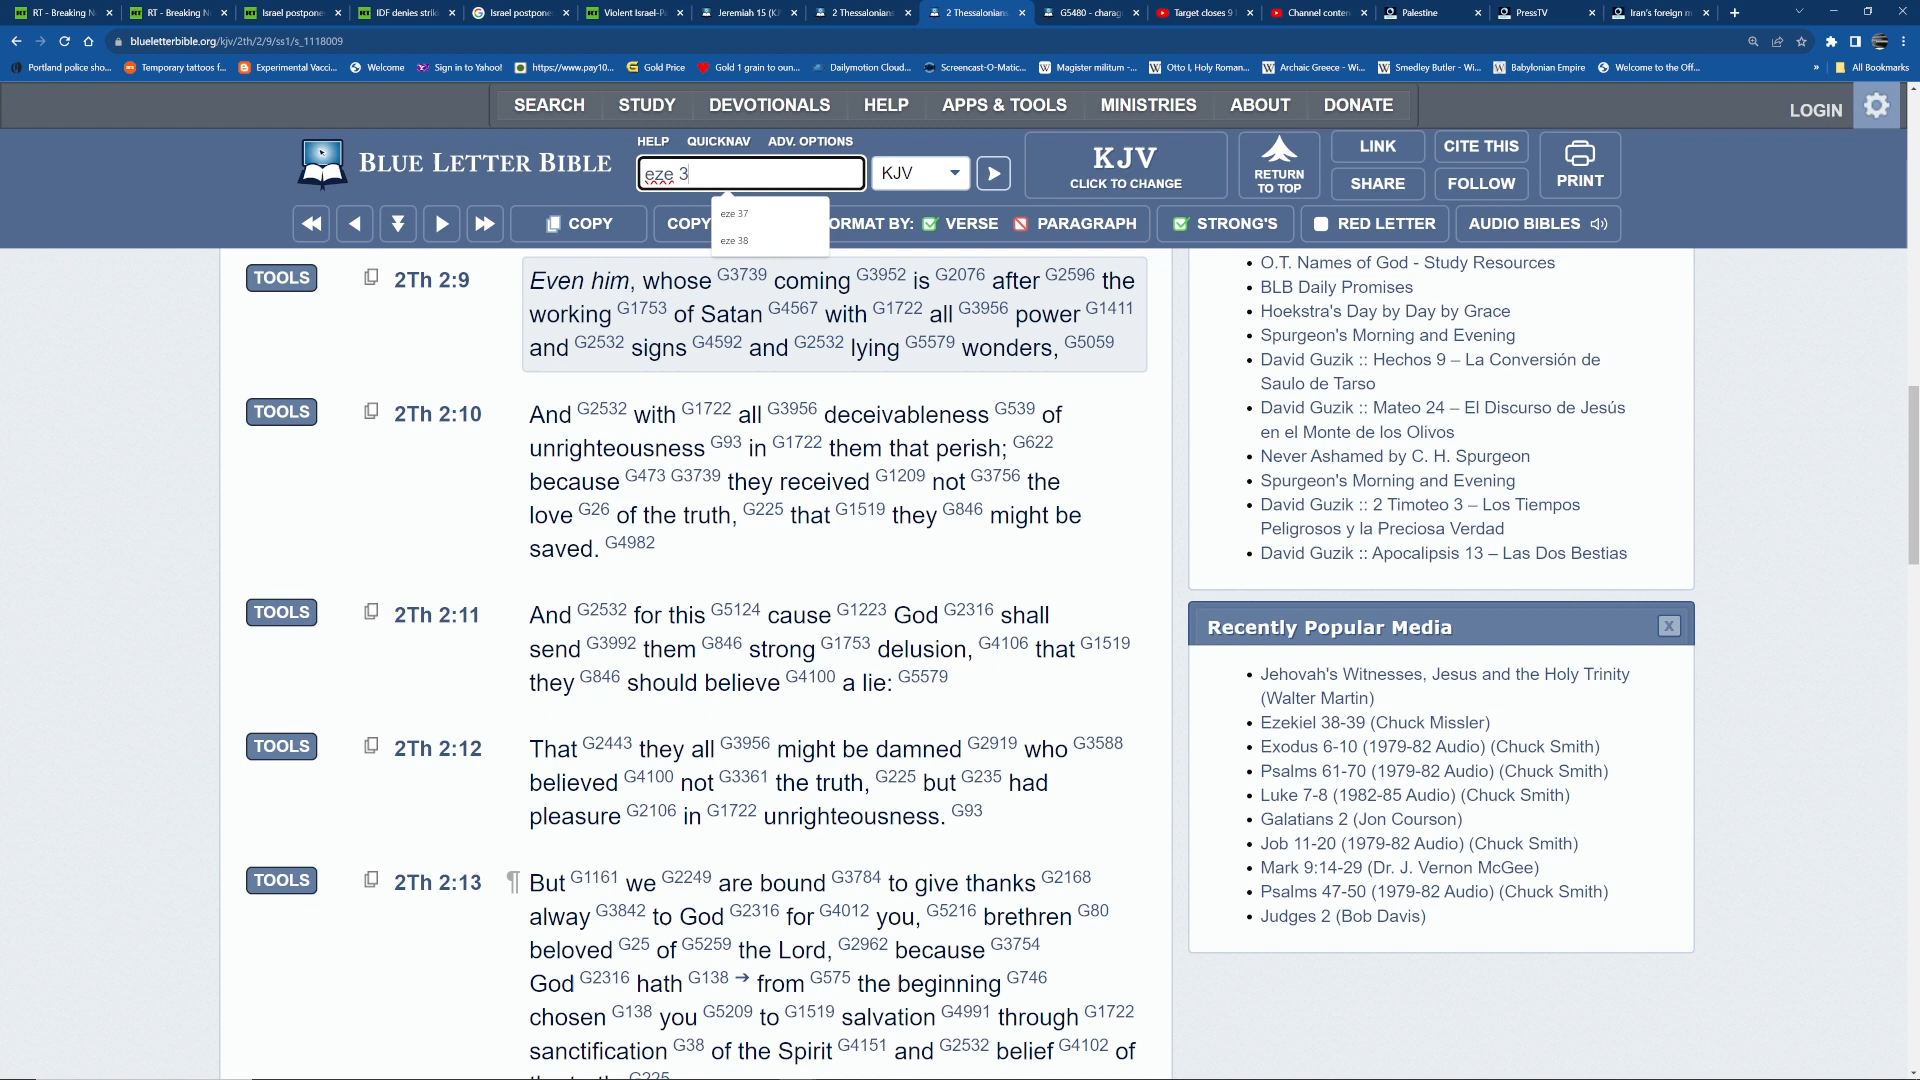 RT - Breaking N
RT - Breaking N
Israel postpone
IDF denies strik
Israel postpone
Violent Israel-P
Jeremiah 15 (K
2 Thessalonians
2 Thessalonians
G5480 - charag
Target closes 9
Channel conten
Palestine
PressTV
Iran's foreign m
bluelettebible.org/kjv/2th/2/9/ss1/s_1118009
Portland police sho...
Temporary tattoos f...
Experimental Vacci...
Welcome
Sign in to Yahoo!
https://www.pay10...
Gold Price
Gold 1 grain to oun...
Dailymotion Cloud...
Screencast-O-Matic...
Magister militum -...
Otto I, Holy Roman...
Archaic Greece - Wi...
Smedley Butler - Wi...
Babylonian Empire
Welcome to the Off...
»
All Bookmarks
SEARCH STUDY DEVOTIONALS HELP APPS & TOOLS MINISTRIES ABOUT DONATE
LOGIN
HELP QUICKNAV ADV. OPTIONS
BLUE LETTER BIBLE
eze 3
KJV
KJV
CLICK TO CHANGE
RETURN
TO TOP
LINK
CITE THIS
SHARE
FOLLOW
PRINT
eze 37
eze 38
COPY
COPY
ORMAT BY: VERSE PARAGRAPH
STRONG'S
RED LETTER
AUDIO BIBLES
TOOLS 2Th 2:9
Even him, whose G3739 coming G3952 is G2076 after G2596 the
working G1753 of Satan G4567 with G1722 all G3956 power G1411
and G2532 signs G4592 and G2532 lying G5579 wonders, G5059
TOOLS 2Th 2:10
And G2532 with G1722 all G3956 deceivableness G539 of
unrighteousness G93 in G1722 them that perish; G622
because G473 G3739 they received G1209 not G3756 the
love G26 of the truth, G225 that G1519 they G846 might be
saved. G4982
TOOLS 2Th 2:11
And G2532 for this G5124 cause G1223 God G2316 shall
send G3992 them G846 strong G1753 delusion, G4106 that G1519
they G846 should believe G4100 a lie: G5579
TOOLS 2Th 2:12
That G2443 they all G3956 might be damned G2919 who G3588
believed G4100 not G3361 the truth, G225 but G235 had
pleasure G2106 in G1722 unrighteousness. G93
TOOLS 2Th 2:13
¶ But G1161 we G2249 are bound G3784 to give thanks G2168
alway G3842 to God G2316 for G4012 you, G5216 brethren G80
beloved G25 of G5259 the Lord, G2962 because G3754
God G2316 hath G138 → from G575 the beginning G746
chosen G138 you G5209 to G1519 salvation G4991 through G1722
sanctification G38 of the Spirit G4151 and G2532 belief G4102 of
the truth. G225
• O.T. Names of God - Study Resources
• BLB Daily Promises
• Hoekstra's Day by Day by Grace
• Spurgeon's Morning and Evening
• David Guzik :: Hechos 9 – La Conversión de
Saulo de Tarso
• David Guzik :: Mateo 24 – El Discurso de Jesús
en el Monte de los Olivos
• Never Ashamed by C. H. Spurgeon
• Spurgeon's Morning and Evening
• David Guzik :: 2 Timoteo 3 – Los Tiempos
Peligrosos y la Preciosa Verdad
• David Guzik :: Apocalipsis 13 – Las Dos Bestias
Recently Popular Media X
• Jehovah's Witnesses, Jesus and the Holy Trinity
(Walter Martin)
• Ezekiel 38-39 (Chuck Missler)
• Exodus 6-10 (1979-82 Audio) (Chuck Smith)
• Psalms 61-70 (1979-82 Audio) (Chuck Smith)
• Luke 7-8 (1982-85 Audio) (Chuck Smith)
• Galatians 2 (Jon Courson)
• Job 11-20 (1979-82 Audio) (Chuck Smith)
• Mark 9:14-29 (Dr. J. Vernon McGee)
• Psalms 47-50 (1979-82 Audio) (Chuck Smith)
• Judges 2 (Bob Davis)